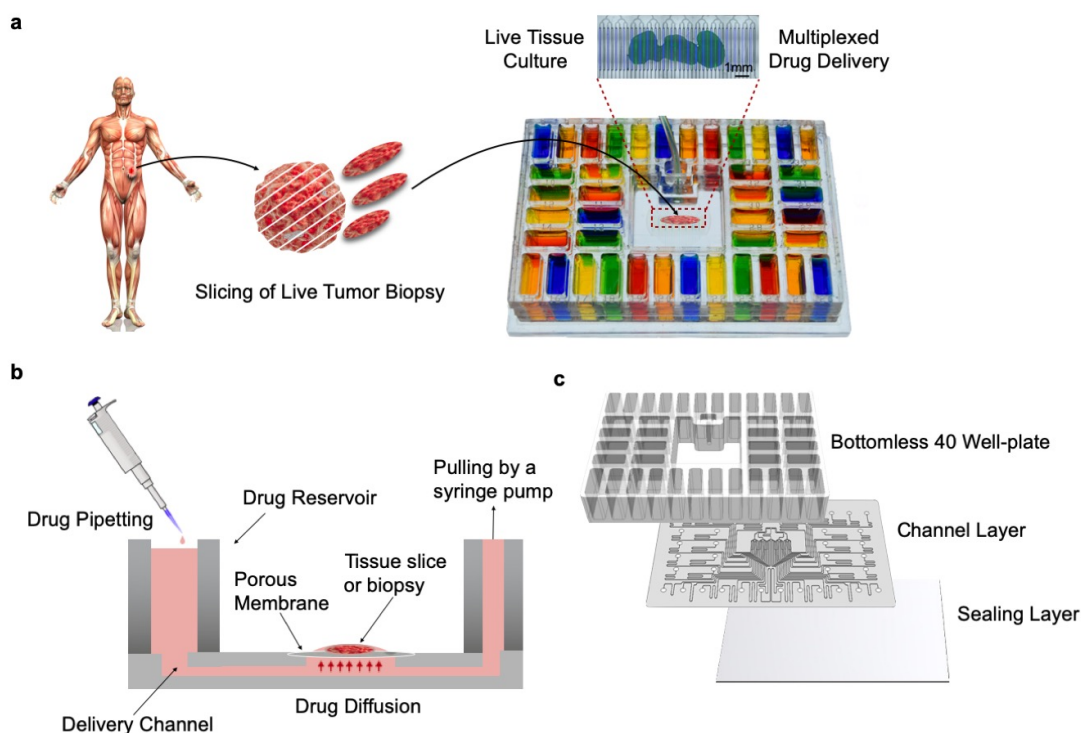 a
Live Tissue
Culture
Multiplexed
Drug Delivery
1mm
Slicing of Live Tumor Biopsy
b
Drug Pipetting
Drug Reservoir
Pulling by a
syringe pump
Porous
Membrane
Tissue slice
or biopsy
Drug Diffusion
Delivery Channel
c
Bottomless 40 Well-plate
Channel Layer
Sealing Layer